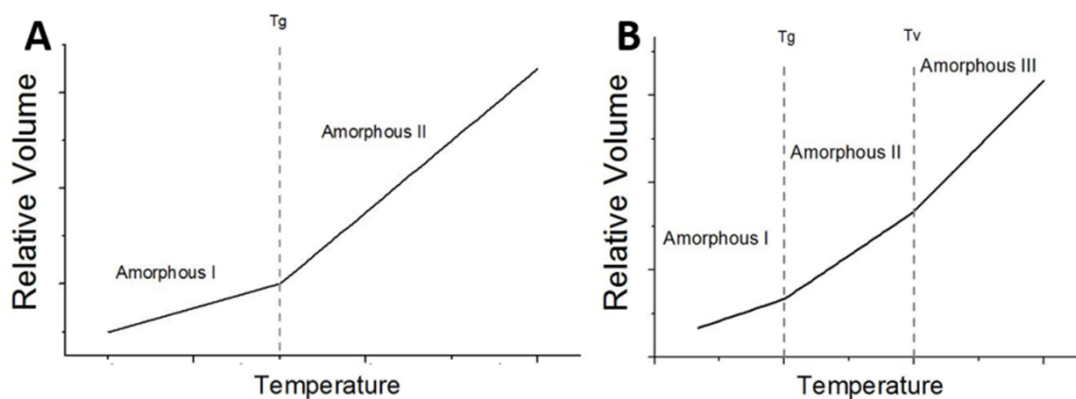 A
Tg
Relative Volume
Amorphous I
Amorphous II
Temperature
B
Tg
Tv
Relative Volume
Amorphous I
Amorphous II
Amorphous III
Temperature